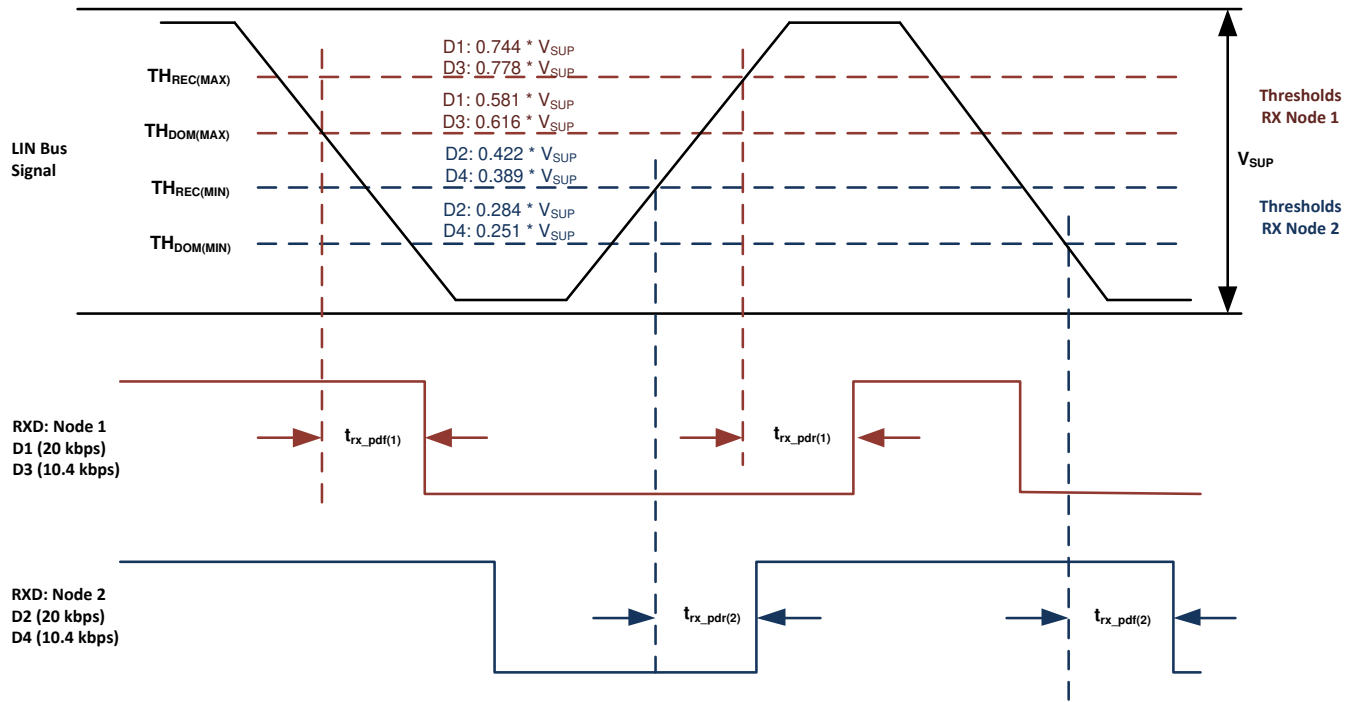 D1: 0.744 * VSUP
D3: 0.778 * VSUP
THREC(MAX)
D1: 0.581 * VSUP
D3: 0.616 * VSUP
THDOM(MAX)
Thresholds
RX Node 1
LIN Bus
Signal
D2: 0.422 * VSUP
D4: 0.389 * VSUP
THREC(MIN)
VSUP
D2: 0.284 * VSUP
D4: 0.251 * VSUP
THDOM(MIN)
Thresholds
RX Node 2
RXD: Node 1
D1 (20 kbps)
D3 (10.4 kbps)
trx_pdf(1)
trx_pdr(1)
RXD: Node 2
D2 (20 kbps)
D4 (10.4 kbps)
trx_pdr(2)
trx_pdf(2)